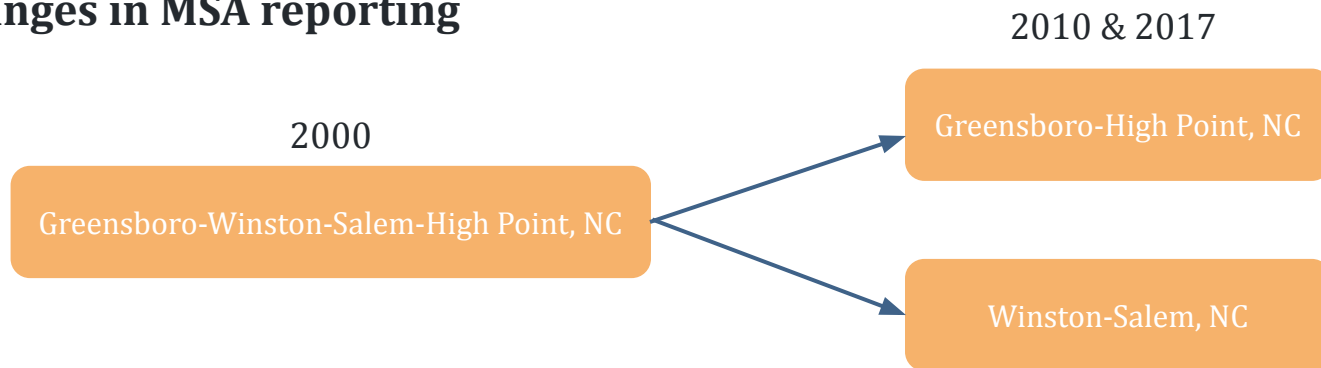 nges in MSA reporting
2010 & 2017
2000
Greensboro-High Point, NC
Greensboro-Winston-Salem-High Point, NC
Winston-Salem, NC